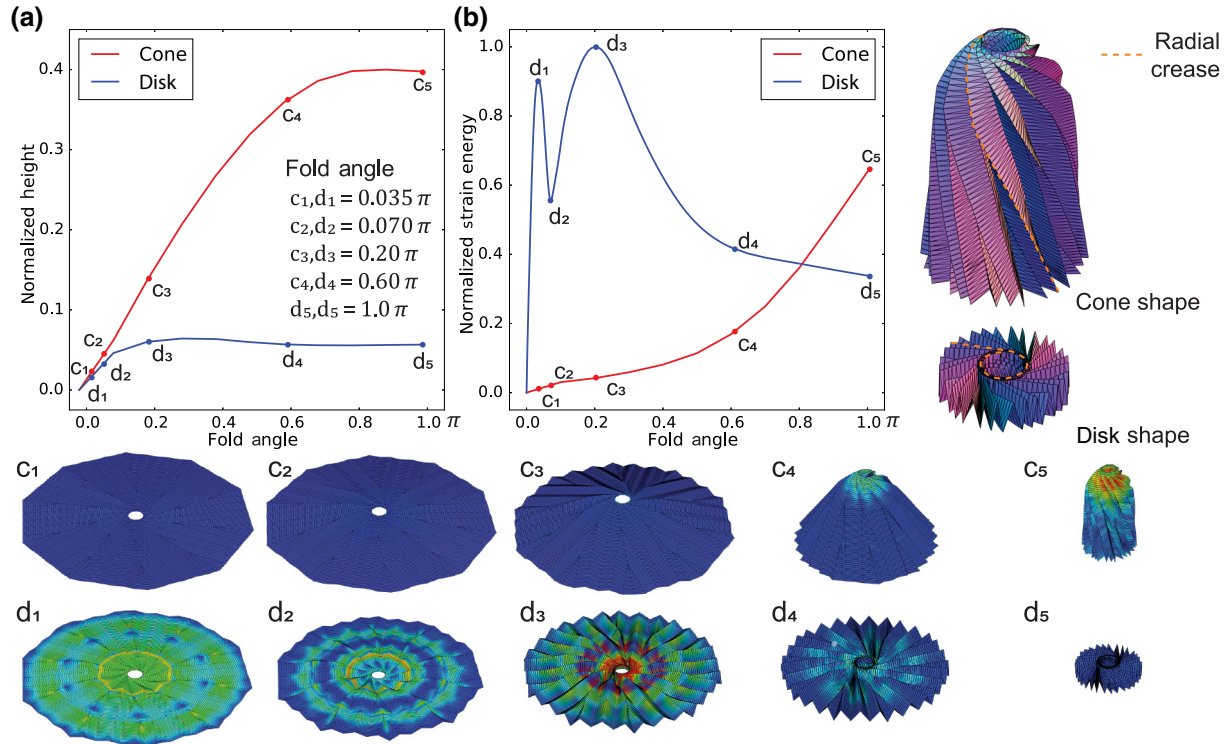 (a)
Cone
Disk
Normalized height
0.4
0.3
0.2
0.1
0.0
c₁
c₂
c₃
c₄
c₅
d₁
d₂
d₃
d₄
d₅
Fold angle
c₁,d₁ = 0.035 π
c₂,d₂ = 0.070 π
c₃,d₃ = 0.20 π
c₄,d₄ = 0.60 π
d₅,d₅ = 1.0 π
0.0 0.2 0.4 0.6 0.8 1.0 π
Fold angle
(b)
Cone
Disk
Normalized strain energy
1.0
0.8
0.6
0.4
0.2
0.0
d₁
d₂
d₃
d₄
d₅
c₁
c₂
c₃
c₄
c₅
0.0 0.2 0.4 0.6 0.8 1.0 π
Fold angle
Radial
crease
Cone shape
Disk shape
c₁ c₂ c₃ c₄ c₅
d₁ d₂ d₃ d₄ d₅